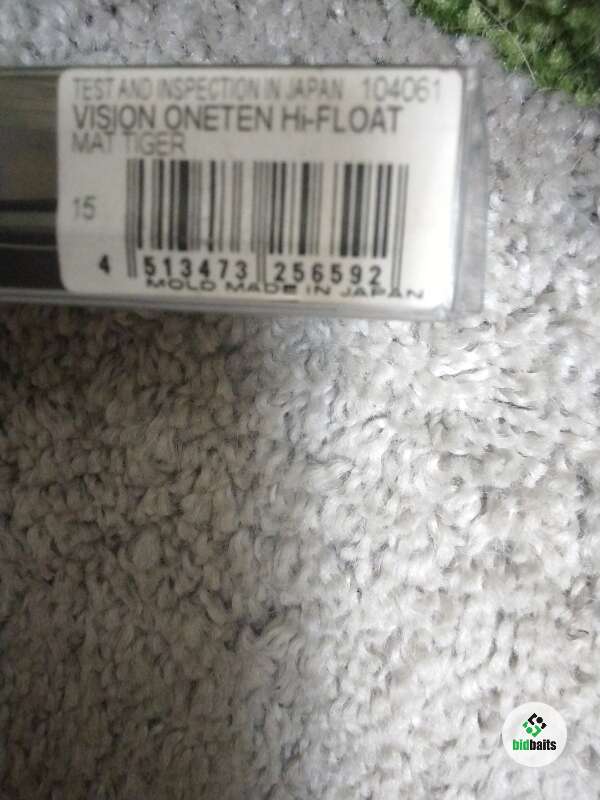 TEST AND INSPECTION IN JAPAN 104061
VISION ONETEN Hi-FLOAT
MAT TIGER
15
4 513473 256592
MOLD MADE IN JAPAN
bidbaits